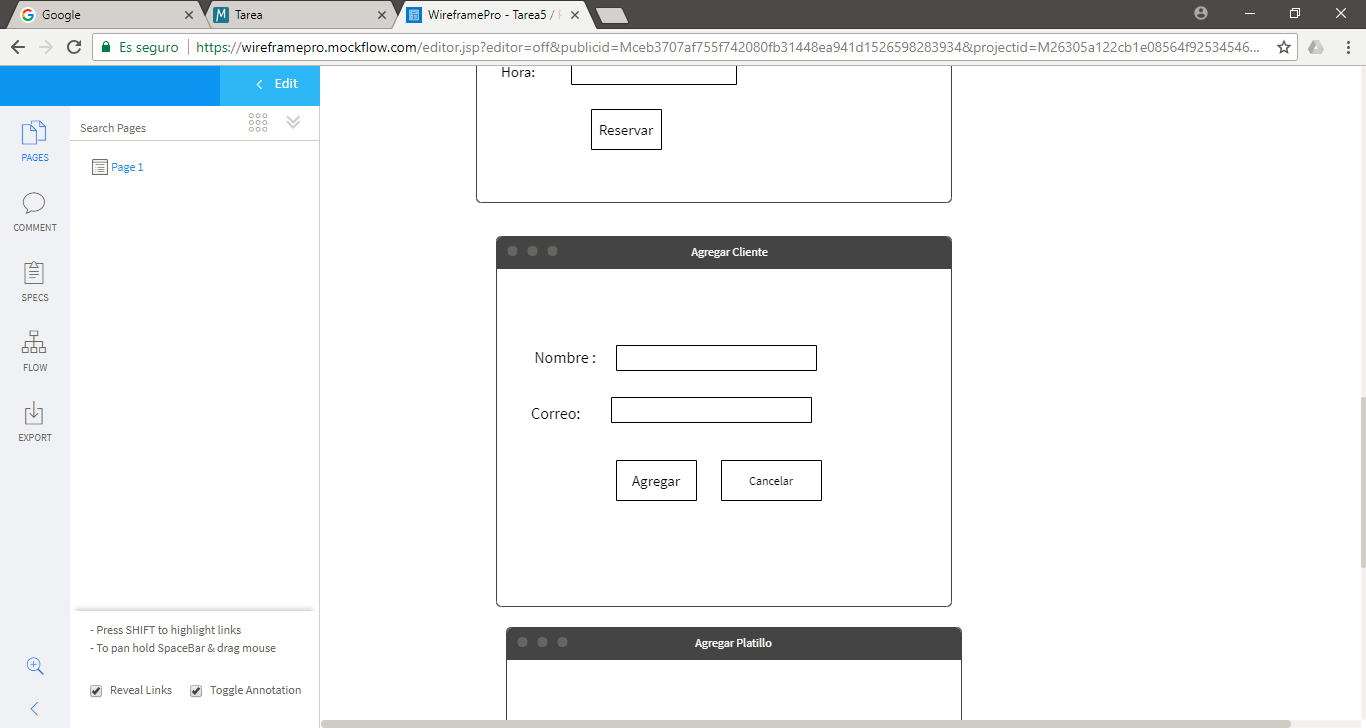 Google
Tarea
WireframePro - Tarea5 /
Es seguro
https://wireframepro.mockflow.com/editor.jsp?editor=off&publicid=Mceb3707af755f742080fb31448ea941d1526598283934&projectid=M26305a122cb1e08564f92534546...
Edit
PAGES
COMMENT
SPECS
FLOW
EXPORT
Search Pages
Page 1
- Press SHIFT to highlight links
- To pan hold SpaceBar & drag mouse
Reveal Links
Toggle Annotation
Hora:
Reservar
Agregar Cliente
Nombre :
Correo:
Agregar
Cancelar
Agregar Platillo